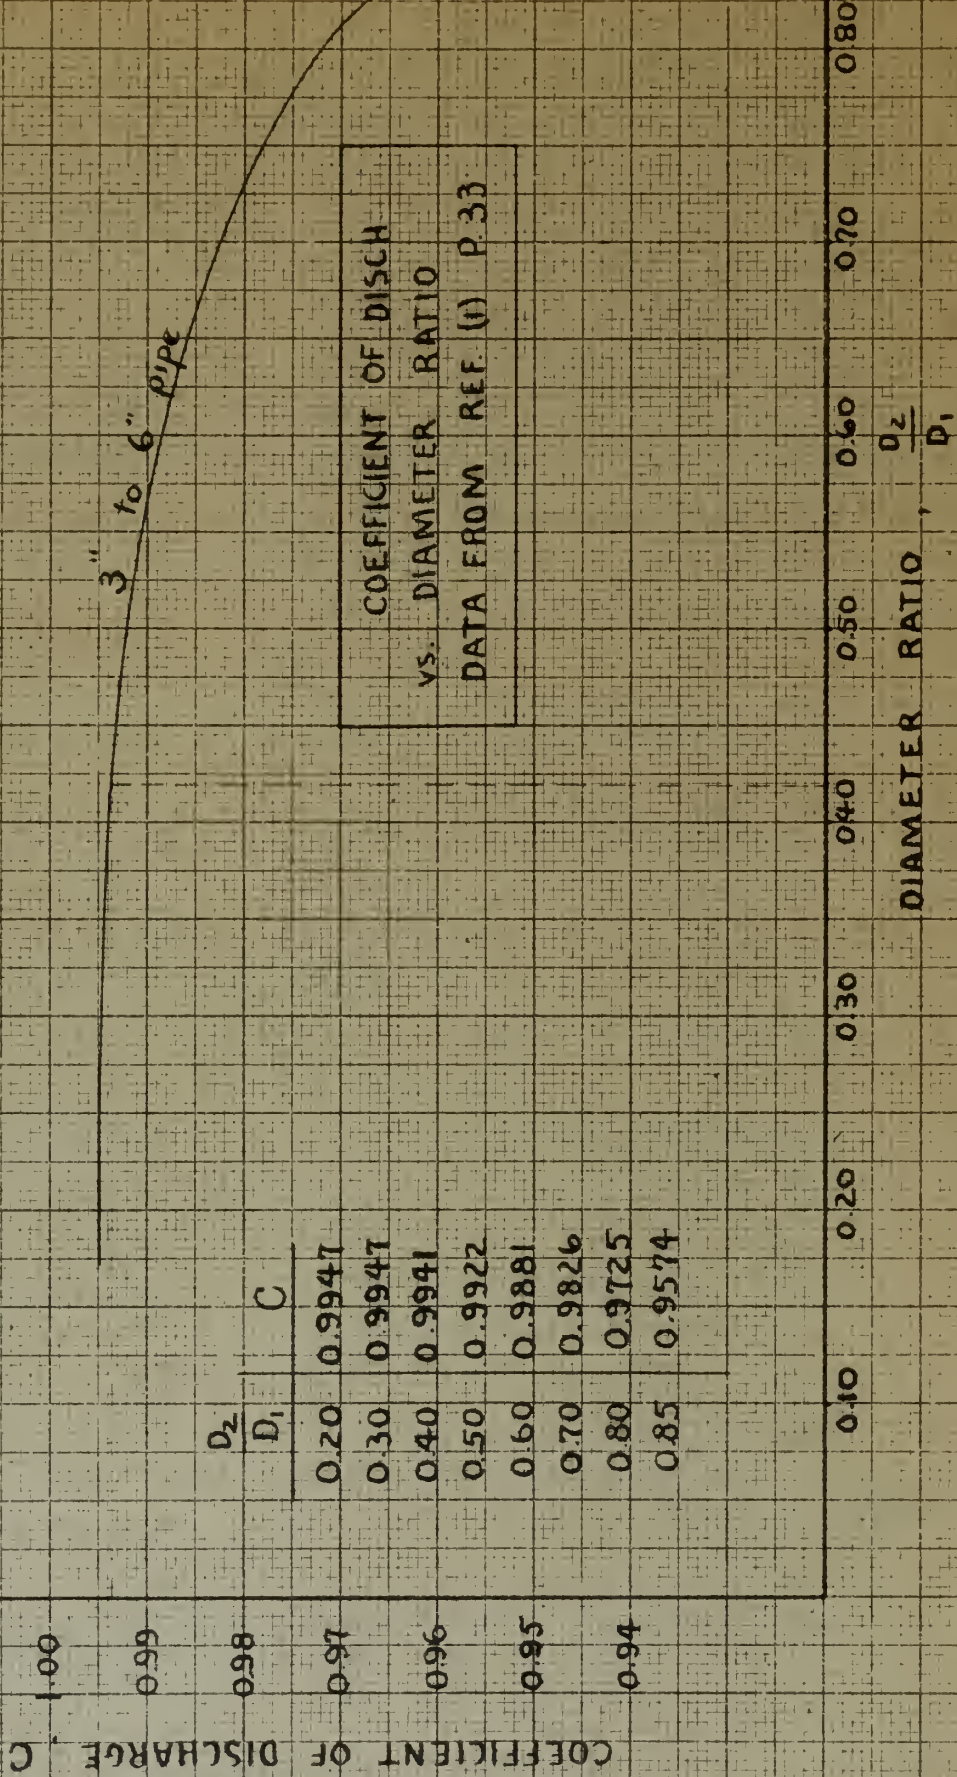 COEFFICIENT OF DISCHARGE, C
1.00
0.99
0.98
0.97
0.96
0.95
0.94
3" to 6" Pipe
COEFFICIENT OF DISCH
vs. DIAMETER RATIO
DATA FROM REF. (1) P.33
D2/D1 C
0.20 0.9947
0.30 0.9947
0.40 0.9941
0.50 0.9922
0.60 0.9881
0.70 0.9826
0.80 0.9725
0.85 0.9574
0.10 0.20 0.30 0.40 0.50 0.60 0.70 0.80
DIAMETER RATIO, D2/D1